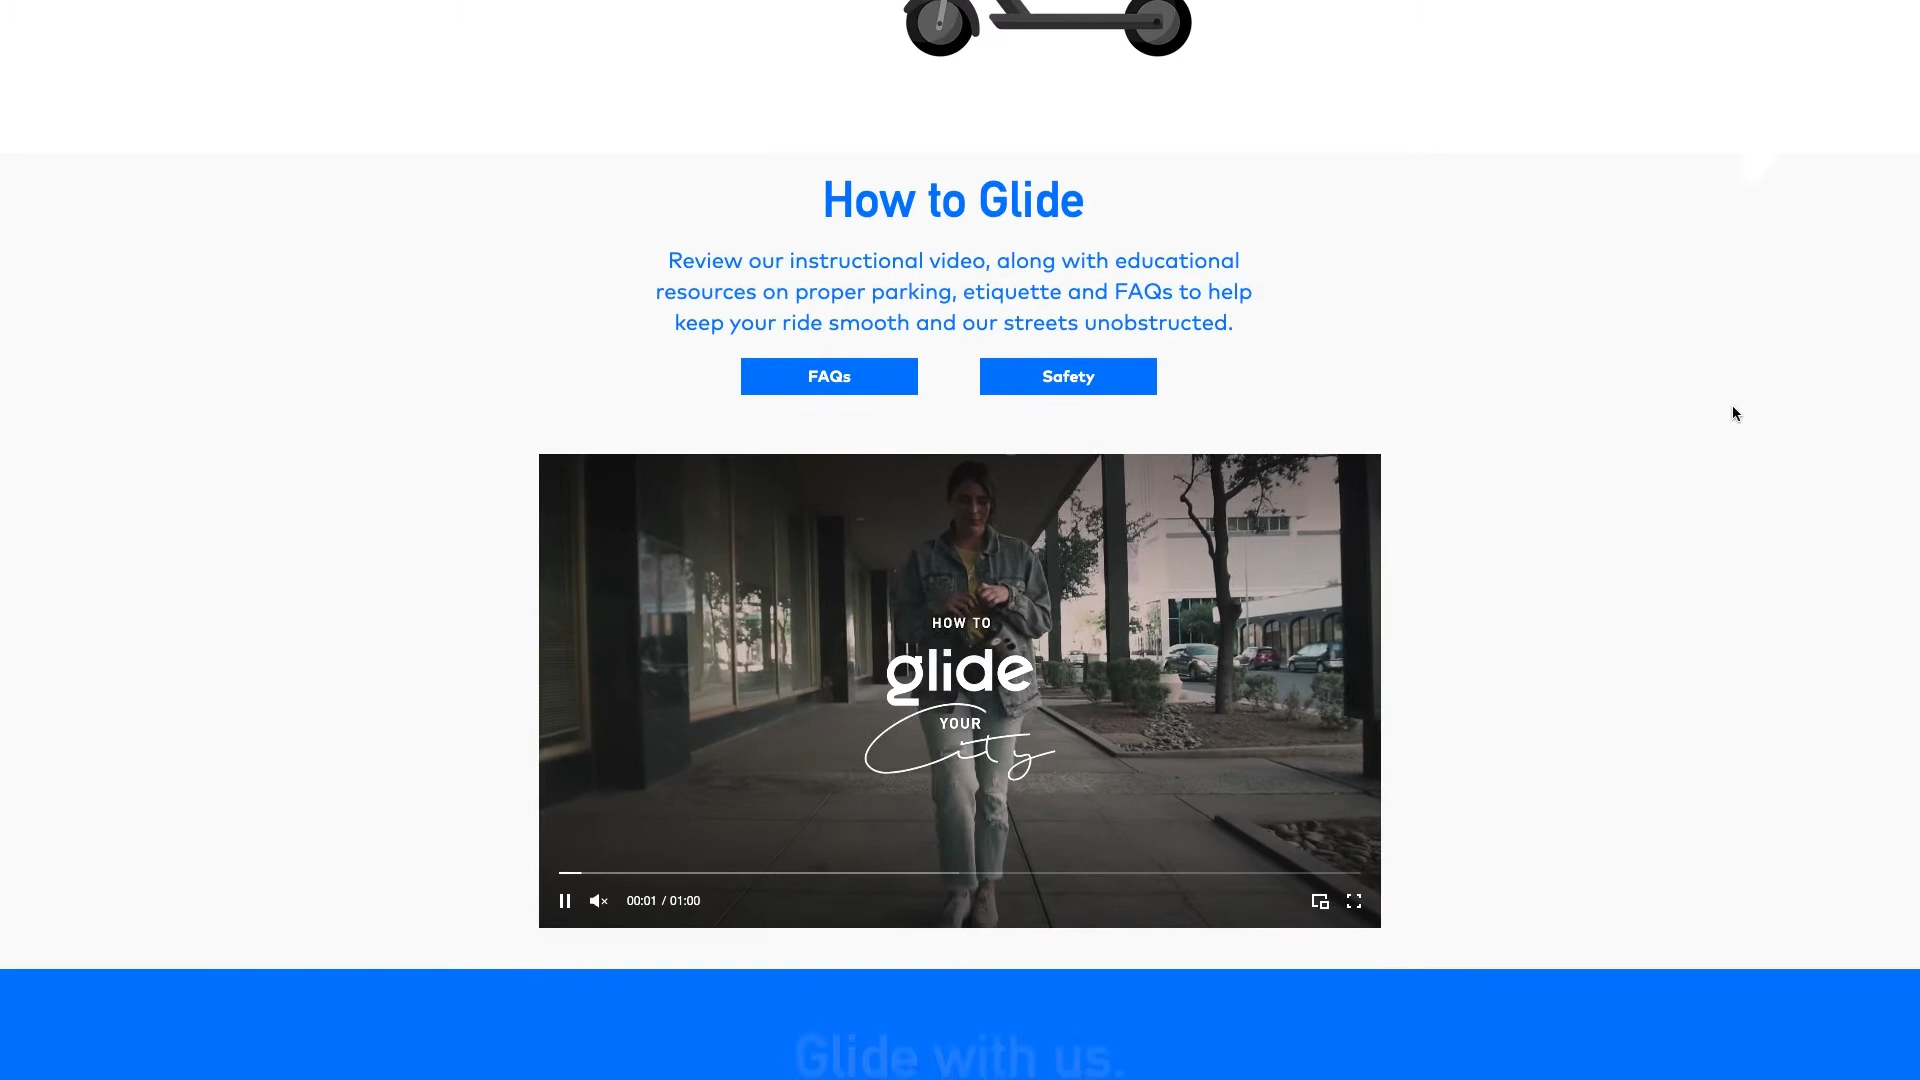 How to Glide
Review our instructional video, along with educational
resources on proper parking, etiquette and FAQs to help
keep your ride smooth and our streets unobstructed.
FAQs
Safety
HOW TO
glide
YOUR
City
00:01 / 01:00
Glide with us.